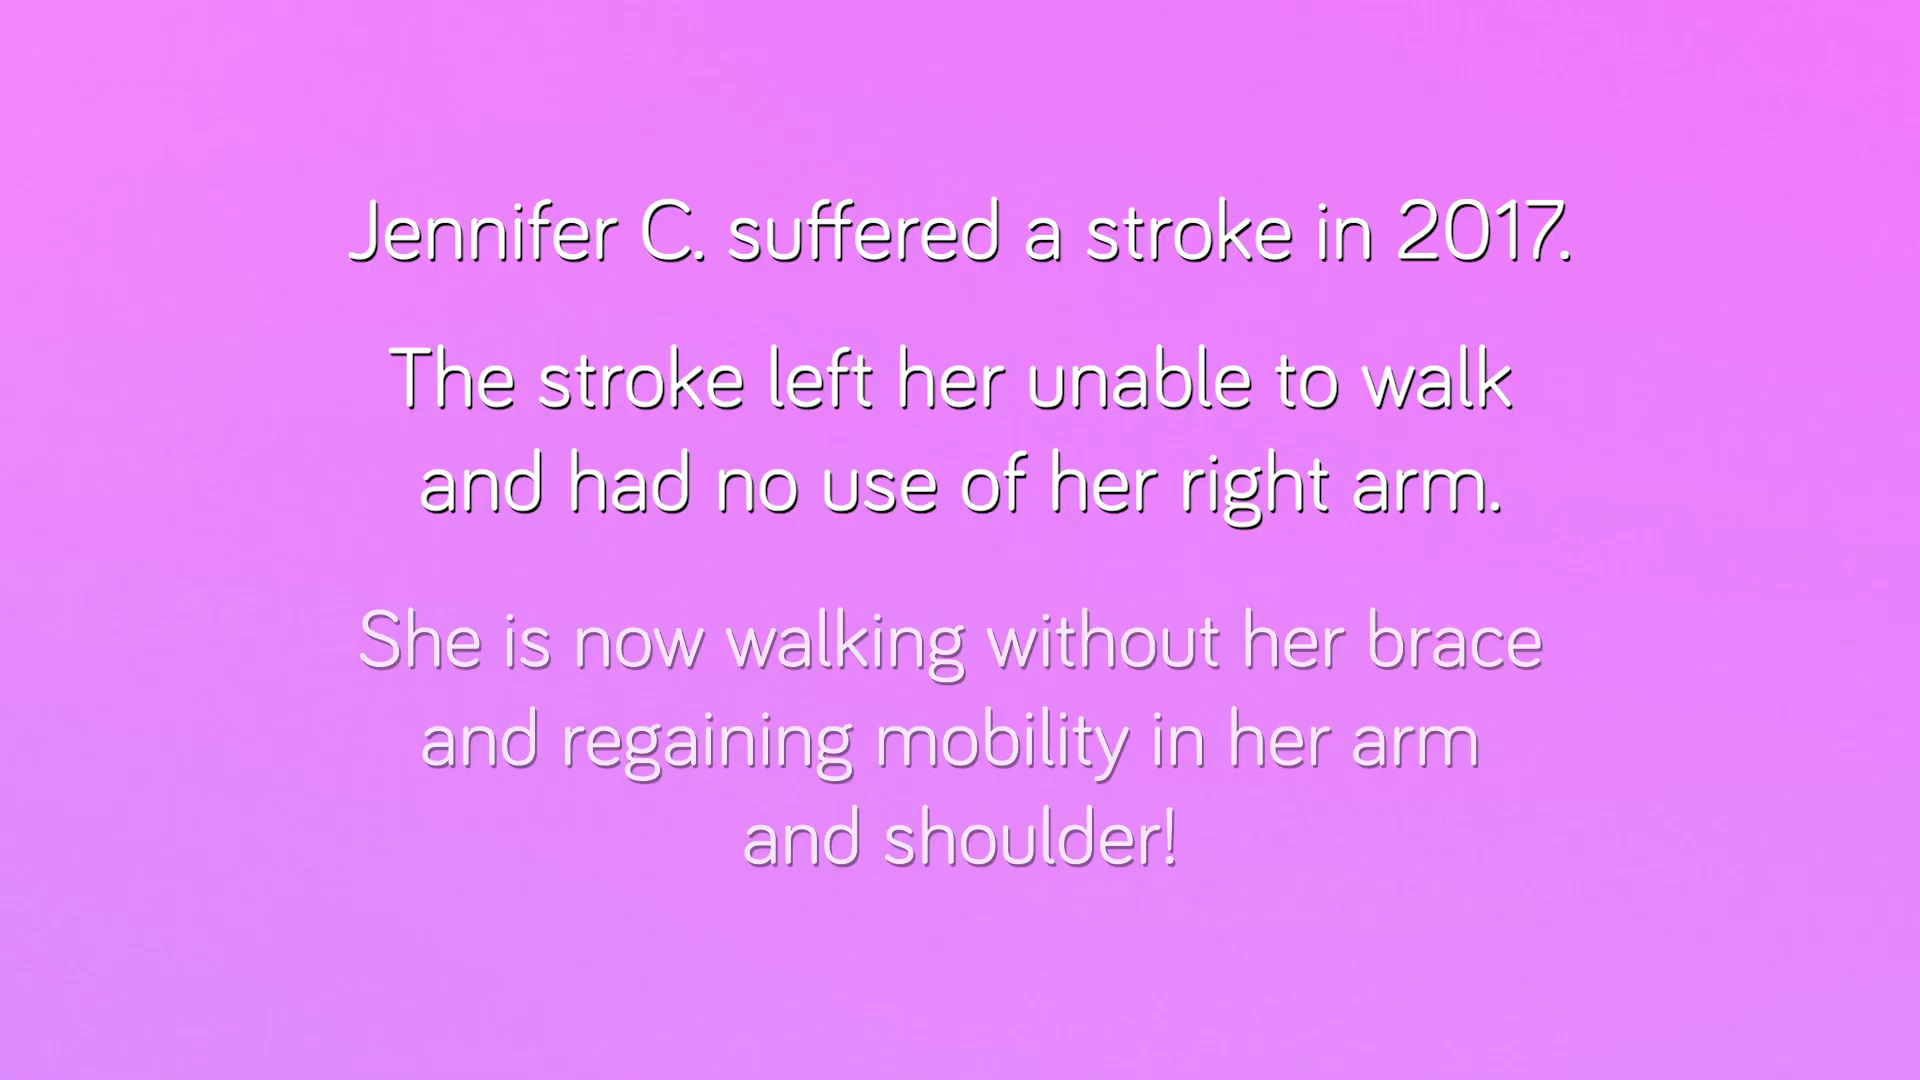 Jennifer C. suffered a stroke in 2017.
The stroke left her unable to walk
and had no use of her right arm.
She is now walking without her brace
and regaining mobility in her arm
and shoulder!